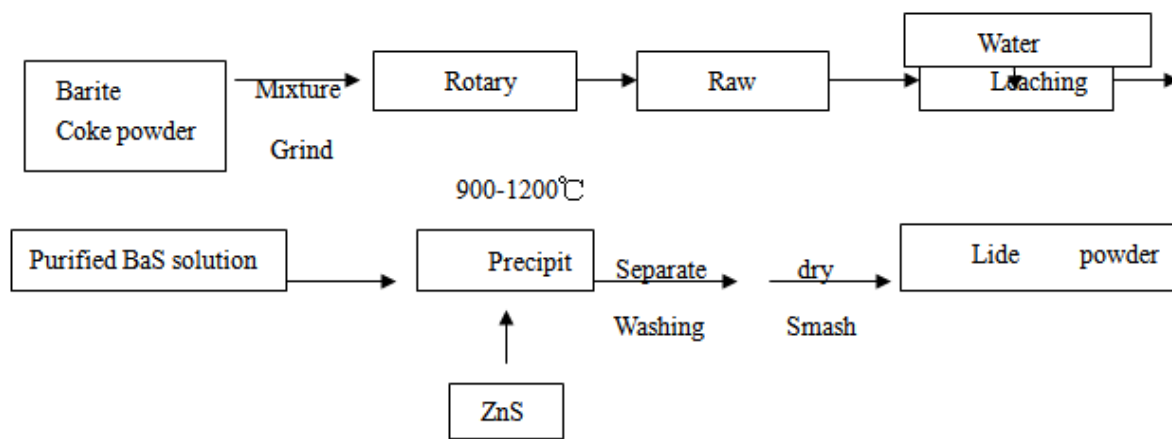 Water
Barite
Coke powder
Mixture
Grind
Rotary
Raw
Leaching
900-1200℃
Purified BaS solution
Precipit
Separate
Washing
dry
Smash
Lide powder
ZnS